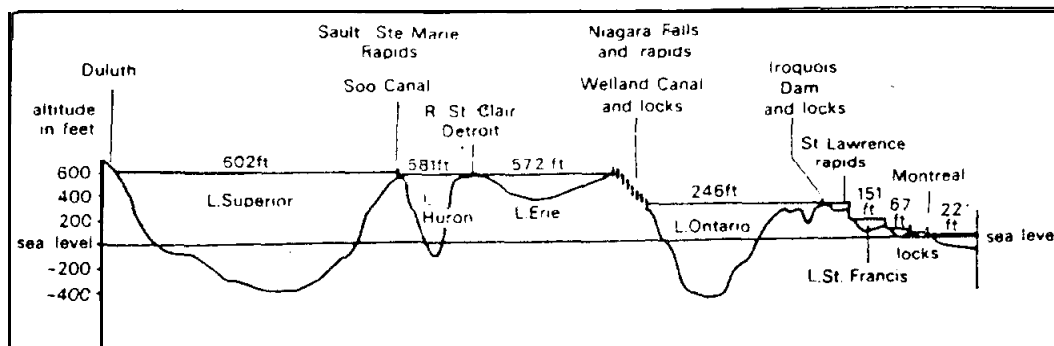 Sault Ste Marie
Rapids
Niagara Falls
and rapids
Iroquois
Dam
and locks
Duluth
Soo Canal
Welland Canal
and locks
R St Clair
Detroit
St Lawrence
rapids
Montreal
altitude
in feet
602ft
581ft
572 ft
246ft
151
ft
67
ft
22
ft
600
400
200
sea level
-200
-400
L.Superior
L
Huron
L.Erie
L.Ontario
L.St. Francis
locks
sea level